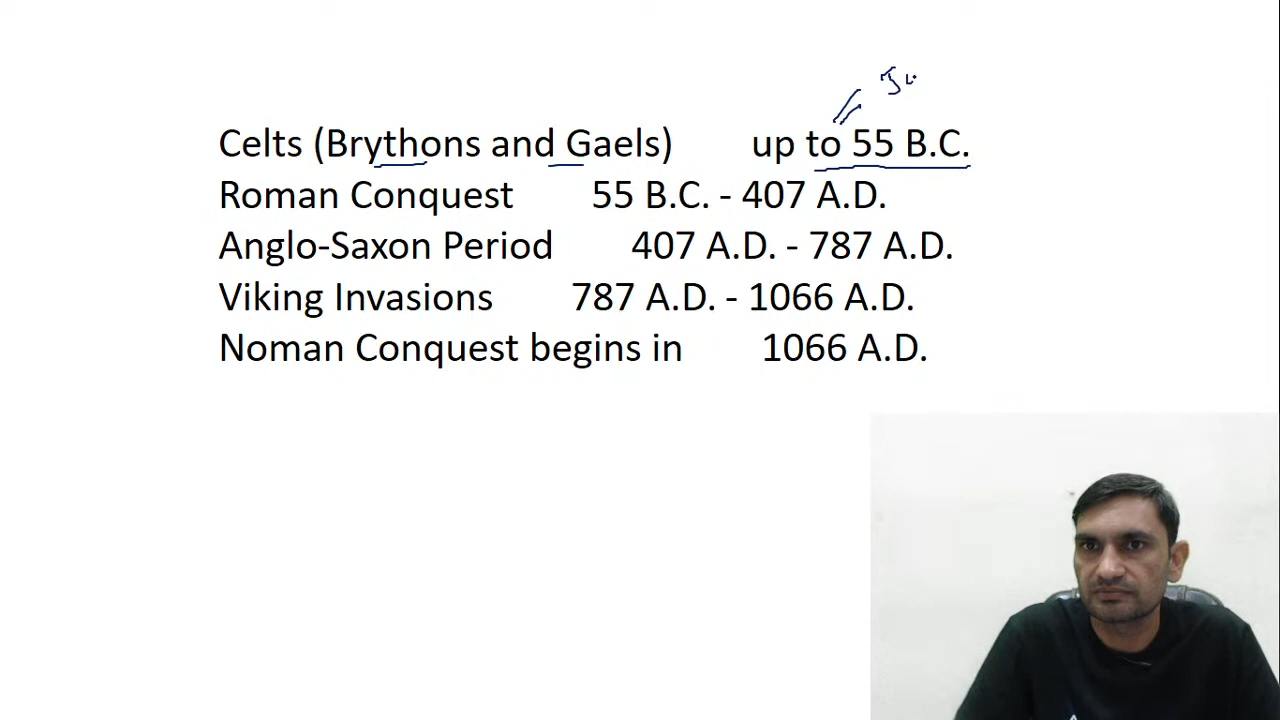 Celts (Brythons and Gaels) up to 55 B.C.
Roman Conquest 55 B.C. - 407 A.D.
Anglo-Saxon Period 407 A.D. - 787 A.D.
Viking Invasions 787 A.D. - 1066 A.D.
Noman Conquest begins in 1066 A.D.